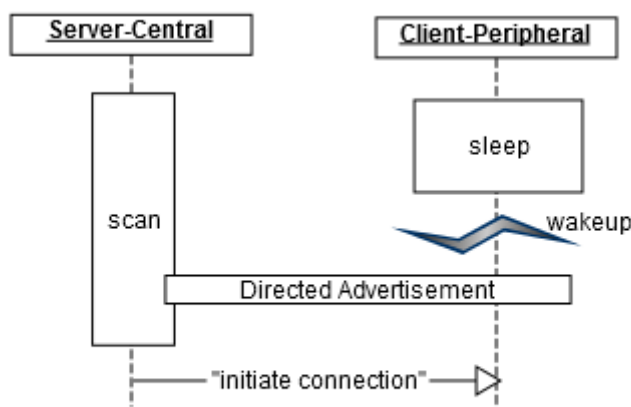 Server-Central
Client-Peripheral
sleep
scan
wakeup
Directed Advertisement
"initiate connection"